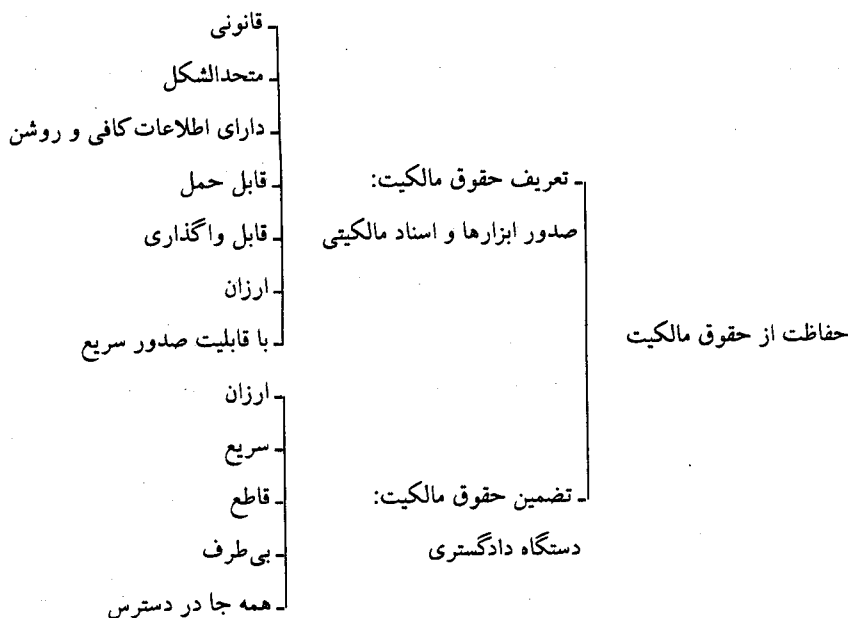 حفاظت از حقوق مالکیت
ـ تعریف حقوق مالکیت:
صدور ابزارها و اسناد مالکیتی
ـ قانونی
ـ متحدالشکل
ـ دارای اطلاعات کافی و روشن
ـ قابل حمل
ـ قابل واگذاری
ـ ارزان
ـ با قابلیت صدور سریع
ـ تضمین حقوق مالکیت:
دستگاه دادگستری
ـ ارزان
ـ سریع
ـ قاطع
ـ بی‌طرف
ـ همه جا در دسترس